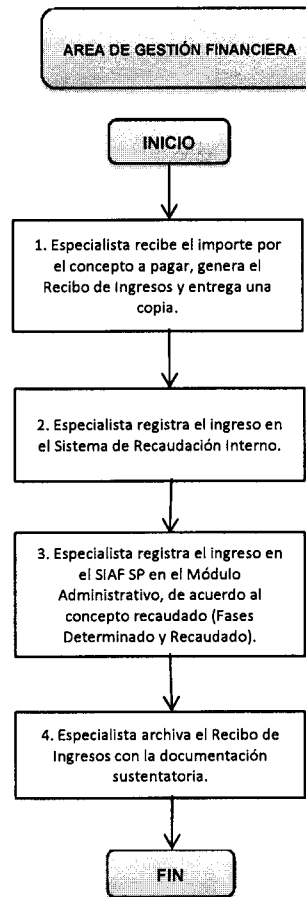 AREA DE GESTIÓN FINANCIERA
INICIO
1. Especialista recibe el importe por
el concepto a pagar, genera el
Recibo de Ingresos y entrega una
copia.
2. Especialista registra el ingreso en
el Sistema de Recaudación Interno.
3. Especialista registra el ingreso en
el SIAF SP en el Módulo
Administrativo, de acuerdo al
concepto recaudado (Fases
Determinado y Recaudado).
4. Especialista archiva el Recibo de
Ingresos con la documentación
sustentatoria.
FIN